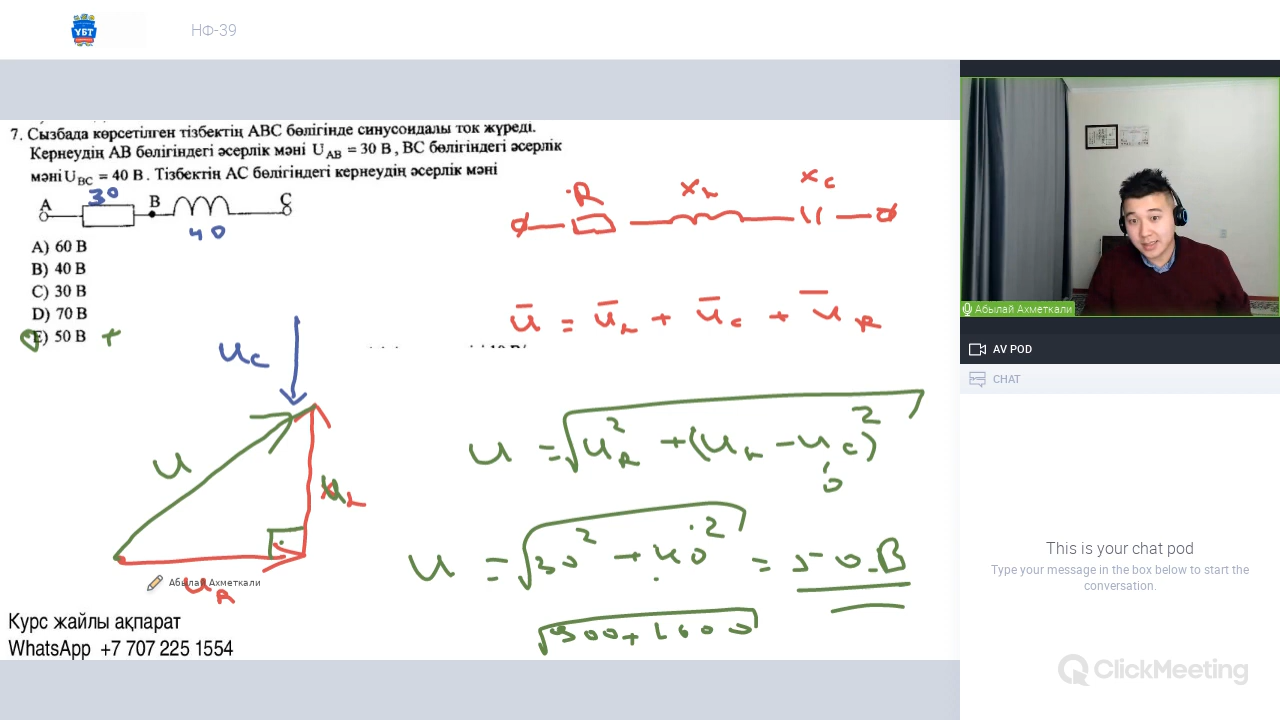 ҰБТ
НФ-39
7. Сызбада көрсетілген тізбектің АВС бөлігінде синусоидалы ток жүреді.
Кернеудің АВ бөлігіндегі әсерлік мәні U_AB = 30 В, ВС бөлігіндегі әсерлік
мәні U_BC = 40 В. Тізбектің АС бөлігіндегі кернеудің әсерлік мәні
A 30 B C
40
A) 60 В
B) 40 В
C) 30 В
D) 70 В
E) 50 В +
R X_L X_C
u = u_L + u_C + u_R
u_C
u
u_R
u = √u_R² + (u_L - u_C)²
0
u = √30² + 40² = 50 В
√900 + 1600
Абылай Ахметкали
Курс жайлы ақпарат
WhatsApp +7 707 225 1554
Абылай Ахметкали
AV POD
CHAT
This is your chat pod
Type your message in the box below to start the
conversation.
ClickMeeting